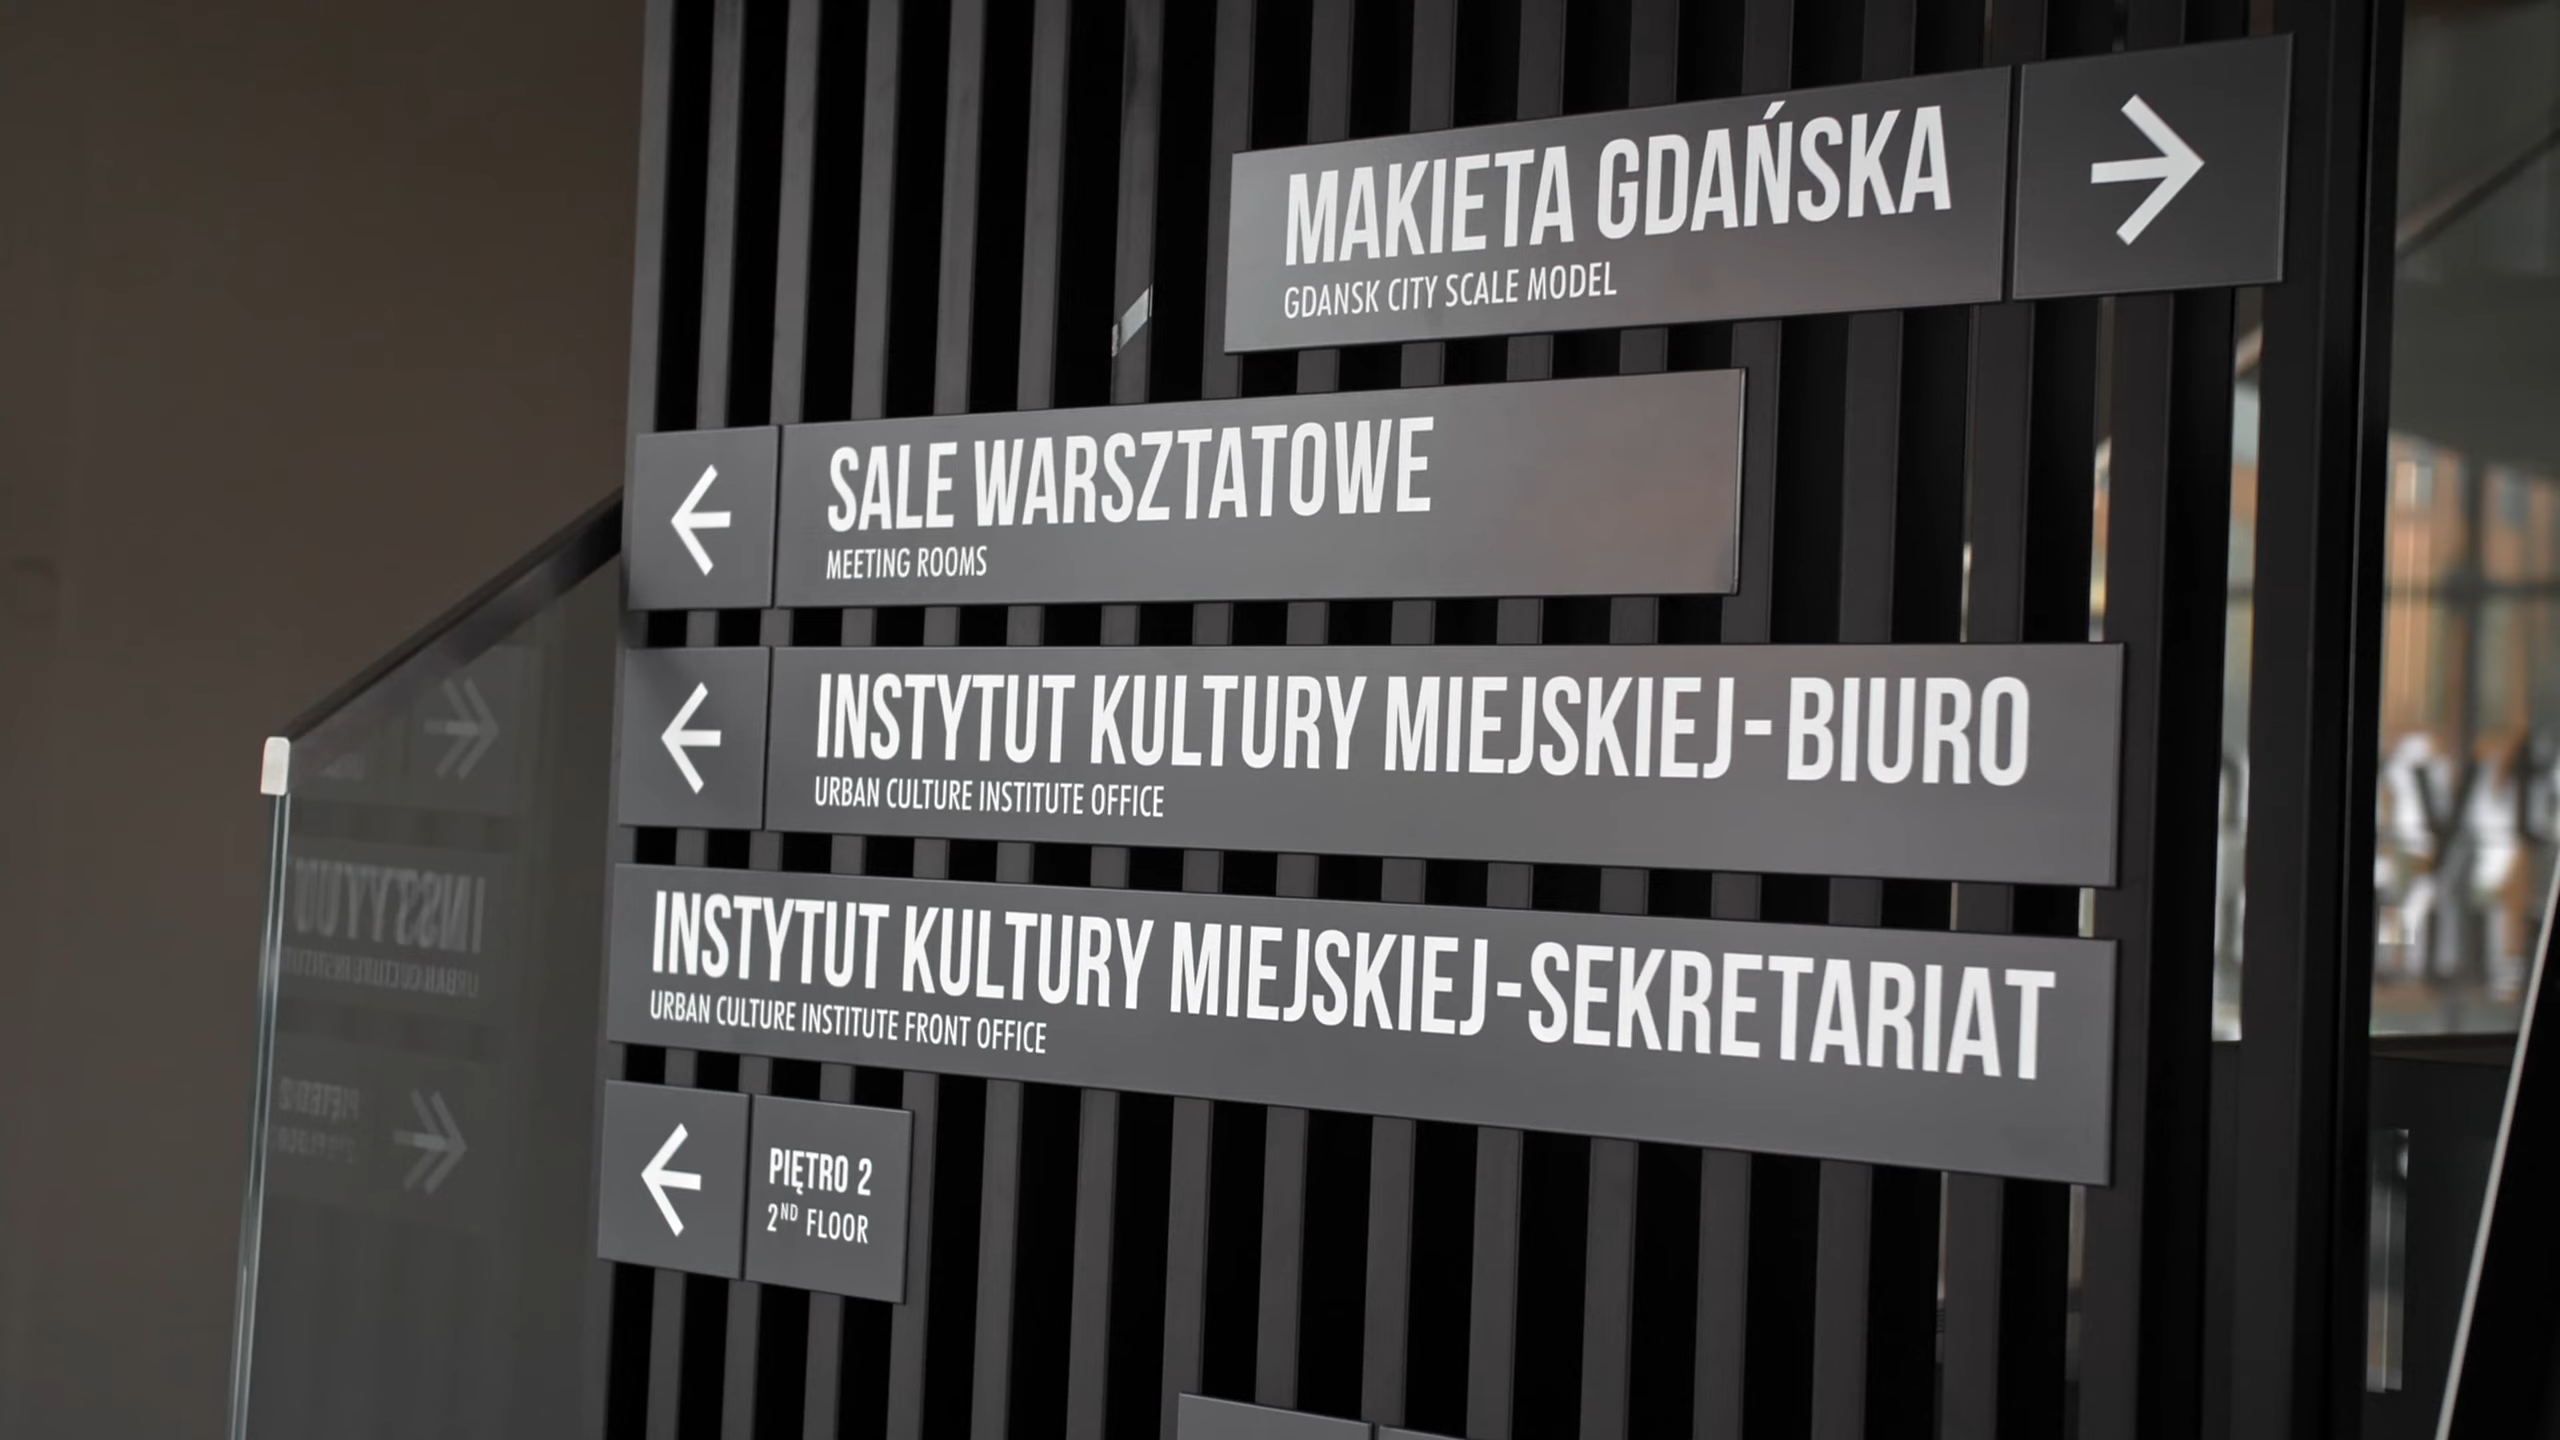 MAKIETA GDAŃSKA
GDANSK CITY SCALE MODEL
SALE WARSZTATOWE
MEETING ROOMS
INSTYTUT KULTURY MIEJSKIEJ - BIURO
URBAN CULTURE INSTITUTE OFFICE
INSTYTUT KULTURY MIEJSKIEJ - SEKRETARIAT
URBAN CULTURE INSTITUTE FRONT OFFICE
PIĘTRO 2
2ND FLOOR